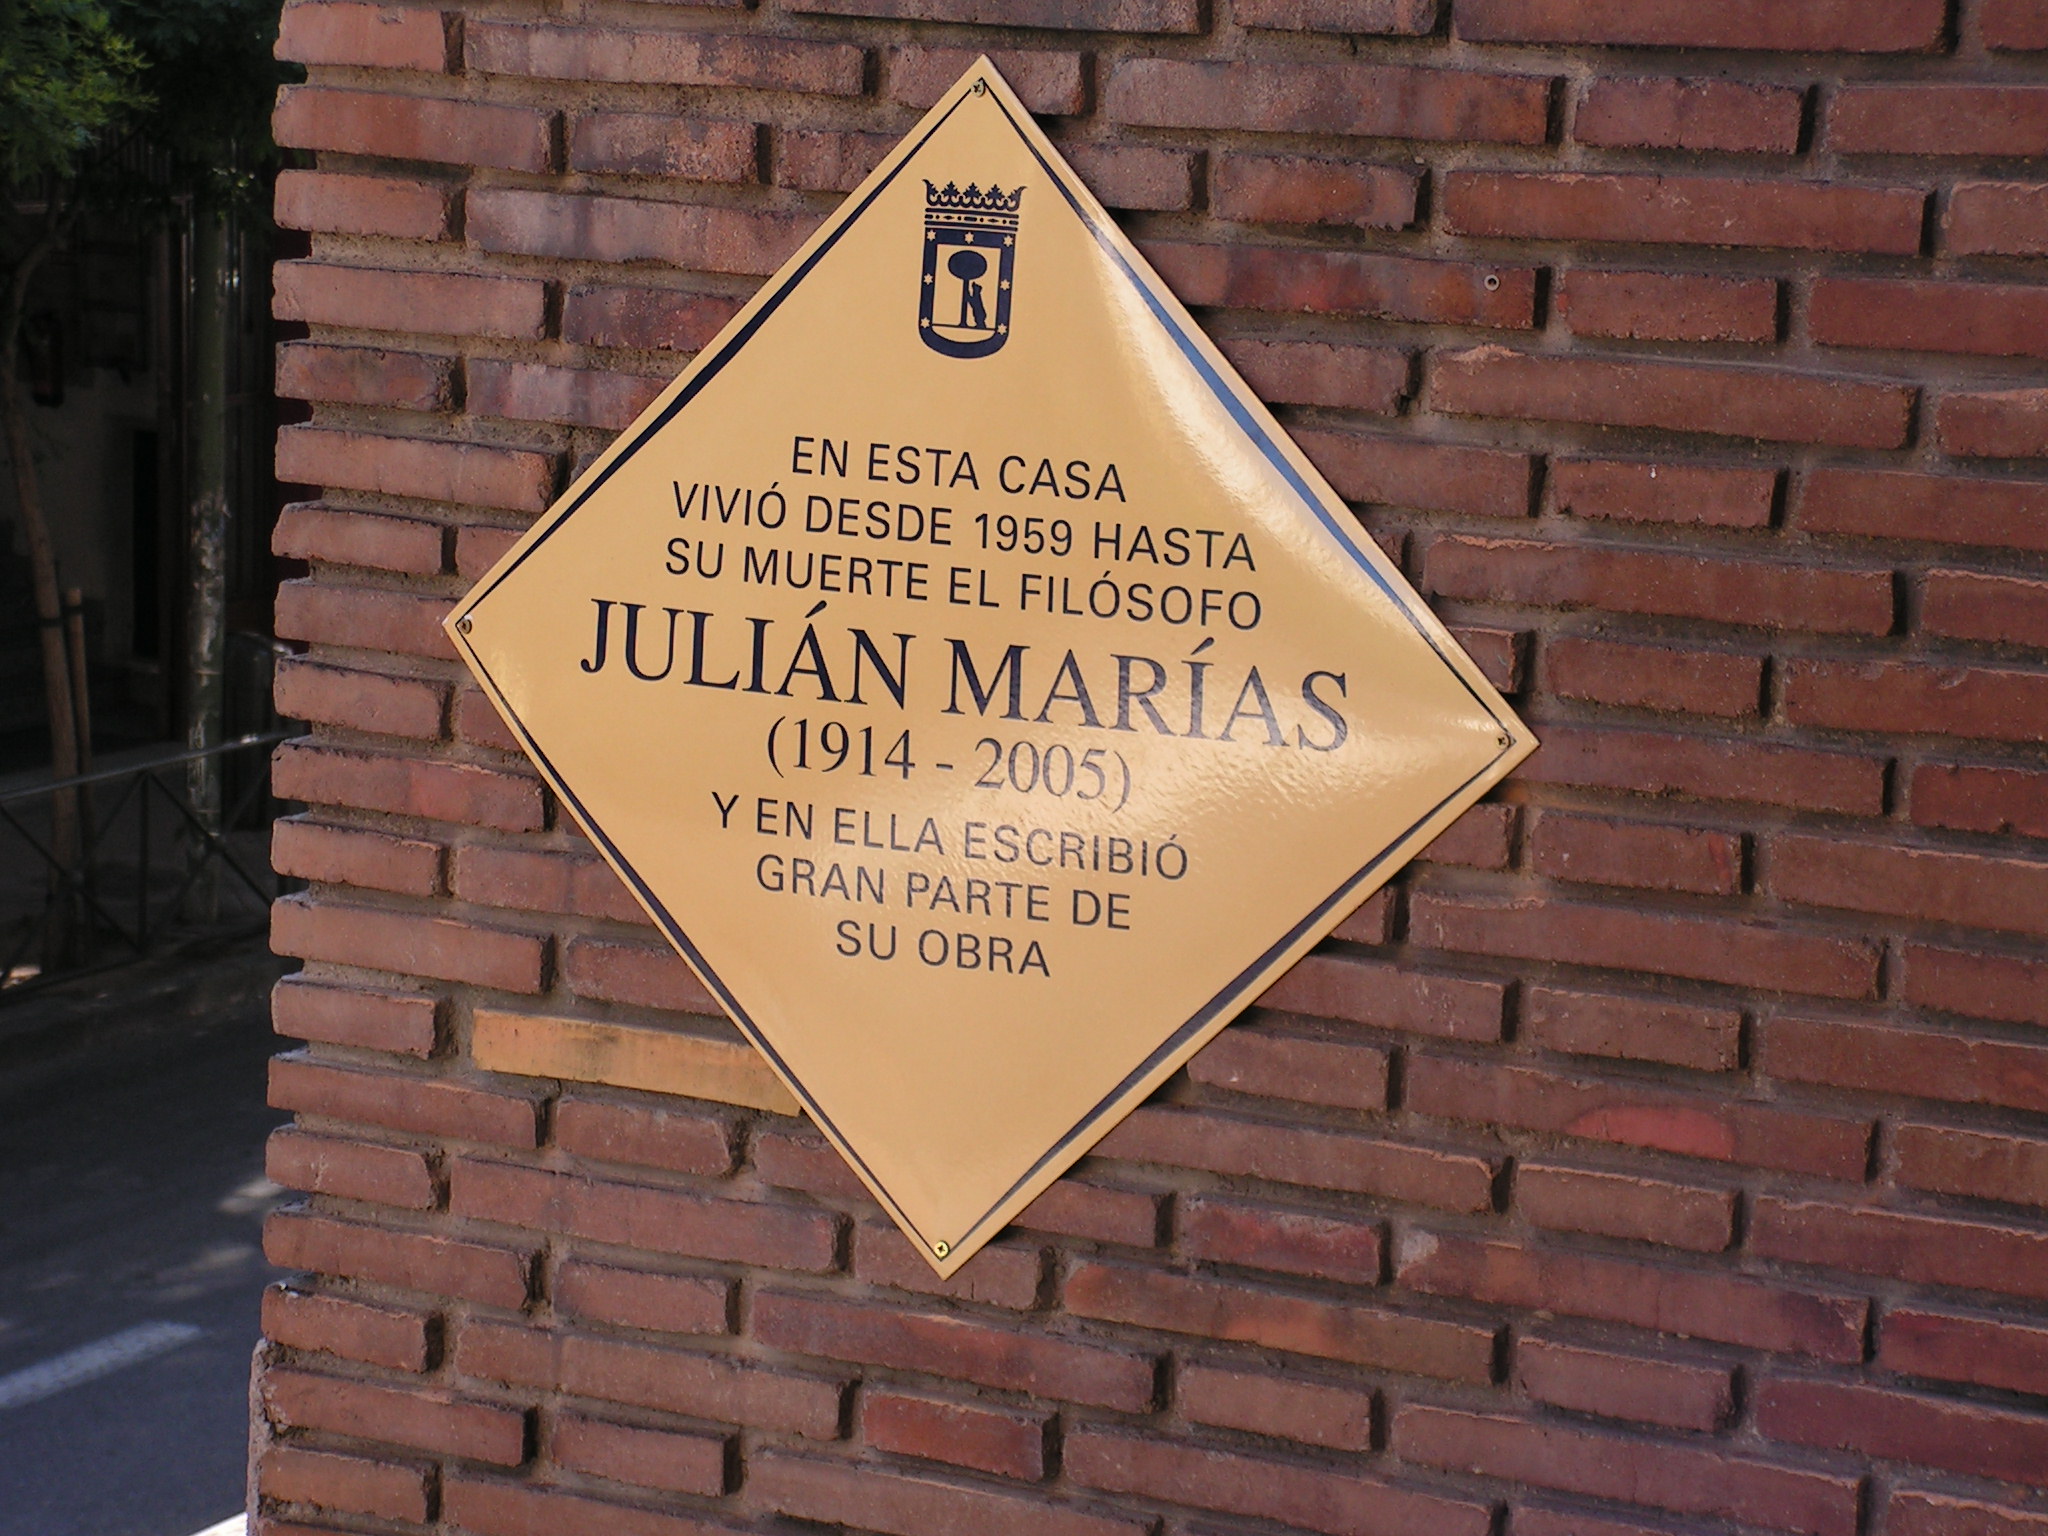 EN ESTA CASA
VIVIÓ DESDE 1959 HASTA
SU MUERTE EL FILÓSOFO
JULIÁN MARÍAS
(1914 - 2005)
Y EN ELLA ESCRIBIÓ
GRAN PARTE DE
SU OBRA